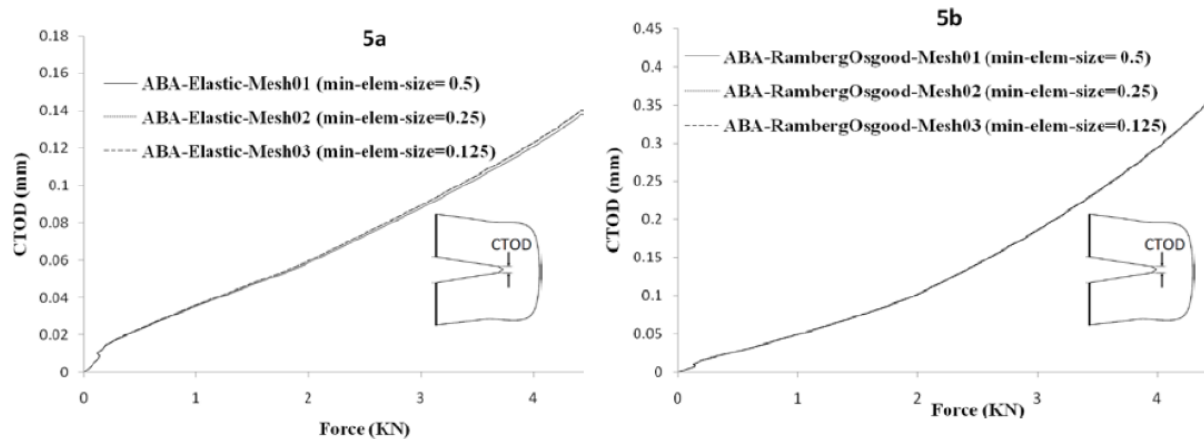 5a
0.18
0.16
0.14
0.12
0.1
0.08
0.06
0.04
0.02
0
CTOD (mm)
ABA-Elastic-Mesh01 (min-elem-size= 0.5)
ABA-Elastic-Mesh02 (min-elem-size=0.25)
ABA-Elastic-Mesh03 (min-elem-size=0.125)
CTOD
0 1 2 3 4
Force (KN)
5b
0.45
0.4
0.35
0.3
0.25
0.2
0.15
0.1
0.05
0
CTOD (mm)
ABA-RambergOsgood-Mesh01 (min-elem-size= 0.5)
ABA-RambergOsgood-Mesh02 (min-elem-size=0.25)
ABA-RambergOsgood-Mesh03 (min-elem-size=0.125)
CTOD
0 1 2 3 4
Force (KN)